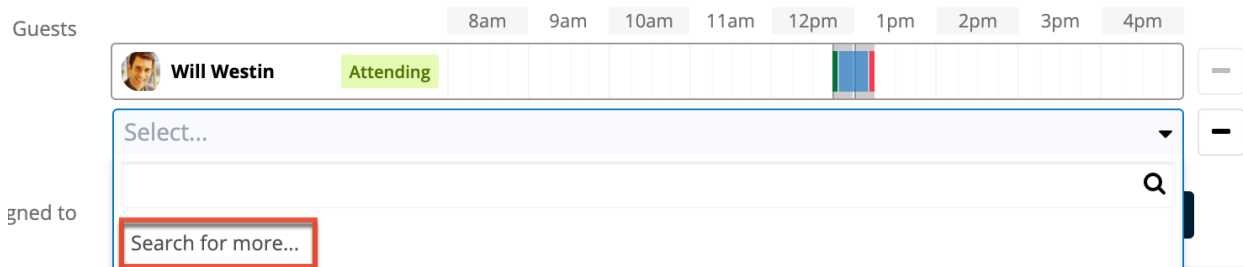 Guests
8am 9am 10am 11am 12pm 1pm 2pm 3pm 4pm
Will Westin Attending
Select...
gned to
Search for more...